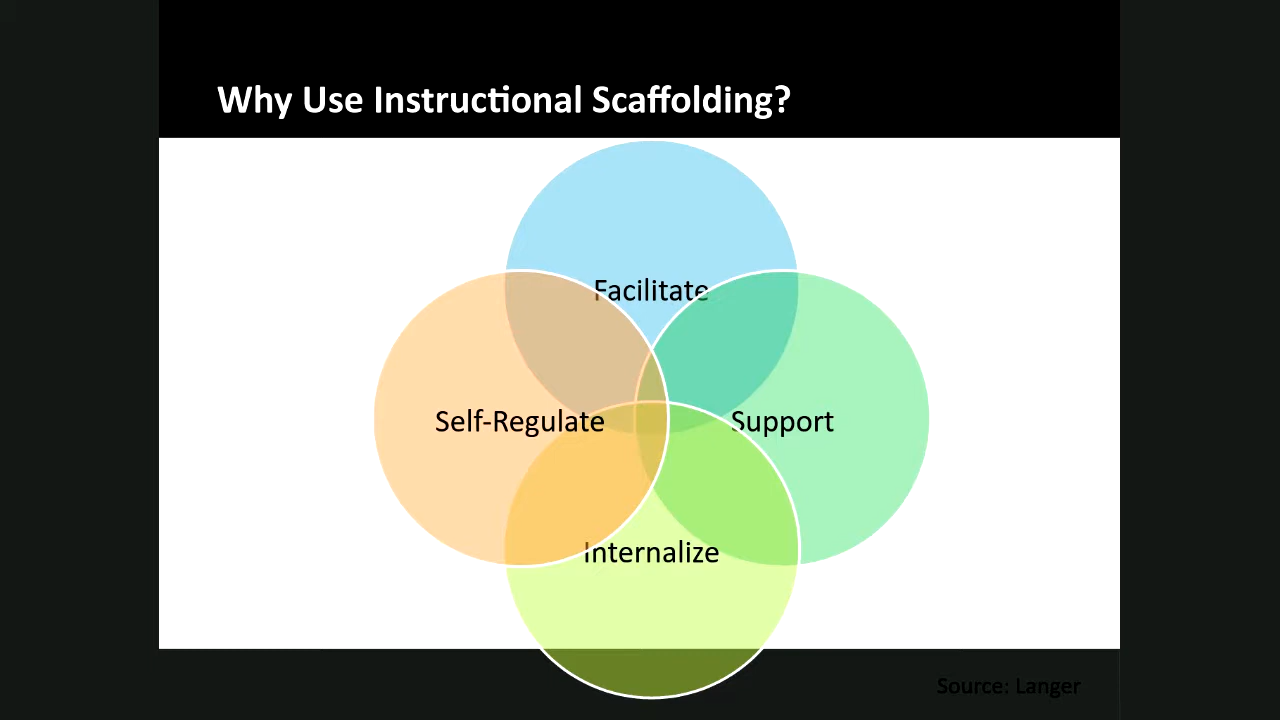 Why Use Instructional Scaffolding?
Facilitate
Self-Regulate
Support
Internalize
Source: Langer